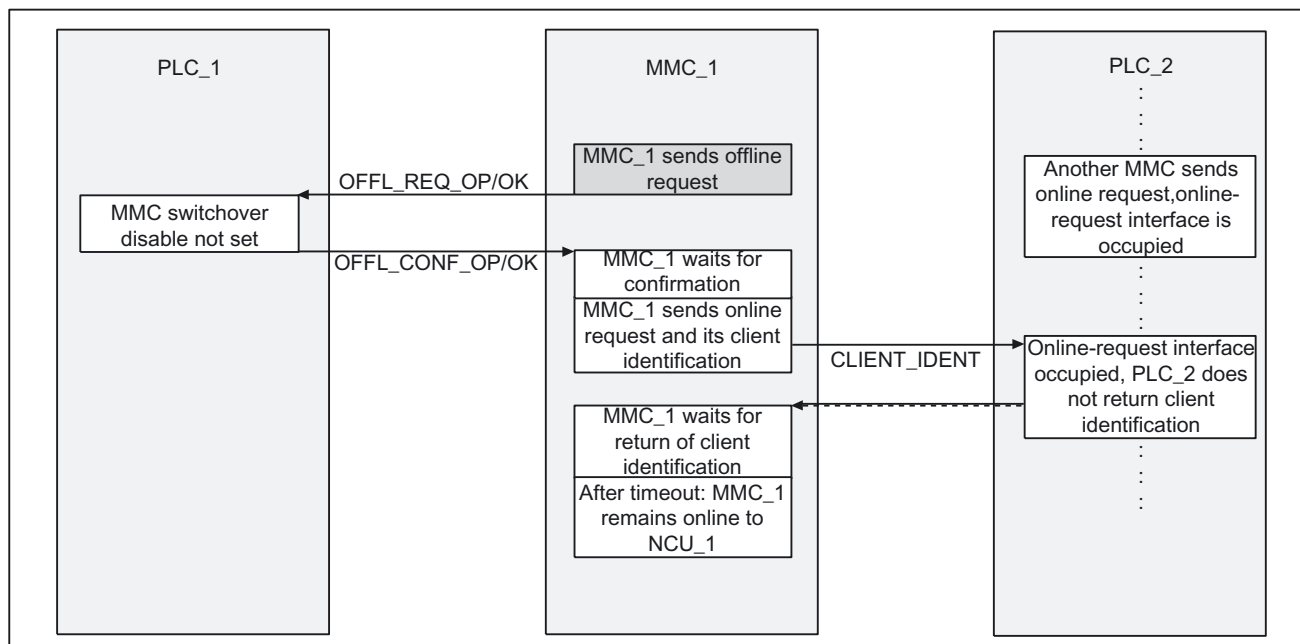 PLC_1
MMC_1
PLC_2
MMC_1 sends offline
request
OFFL_REQ_OP/OK
Another MMC sends
online request,online-
request interface is
occupied
MMC switchover
disable not set
OFFL_CONF_OP/OK
MMC_1 waits for
confirmation
MMC_1 sends online
request and its client
identification
CLIENT_IDENT
Online-request interface
occupied, PLC_2 does
not return client
identification
MMC_1 waits for
return of client
identification
After timeout: MMC_1
remains online to
NCU_1